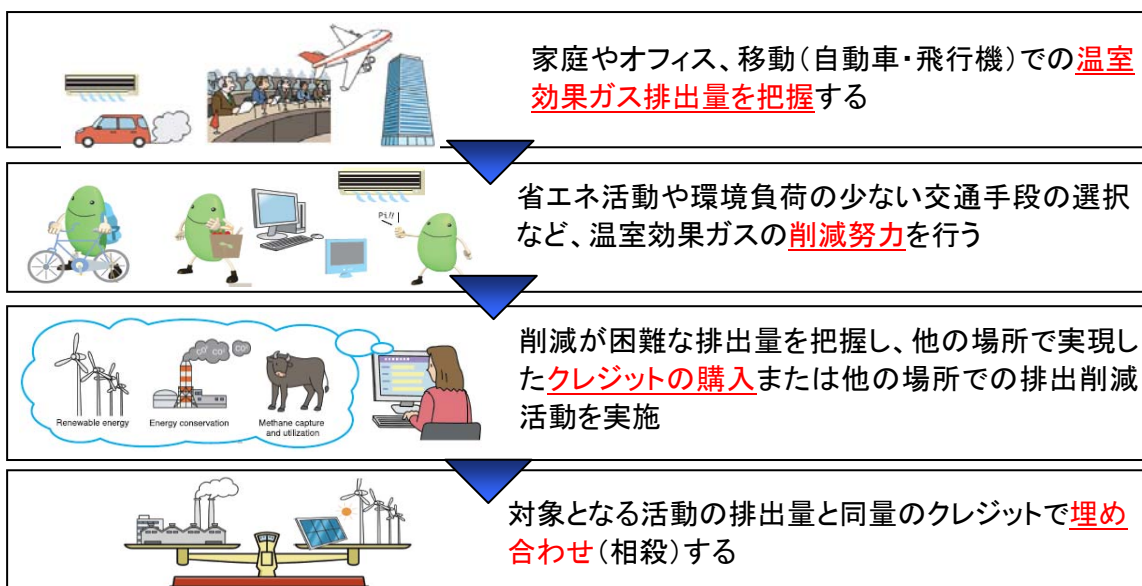 家庭やオフィス、移動(自動車・飛行機)での温室
効果ガス排出量を把握する
省エネ活動や環境負荷の少ない交通手段の選択
など、温室効果ガスの削減努力を行う
Pi!!
CO² CO² CO²
Renewable energy
Energy conservation
Methane capture
and utilization
削減が困難な排出量を把握し、他の場所で実現し
たクレジットの購入または他の場所での排出削減
活動を実施
対象となる活動の排出量と同量のクレジットで埋め
合わせ(相殺)する